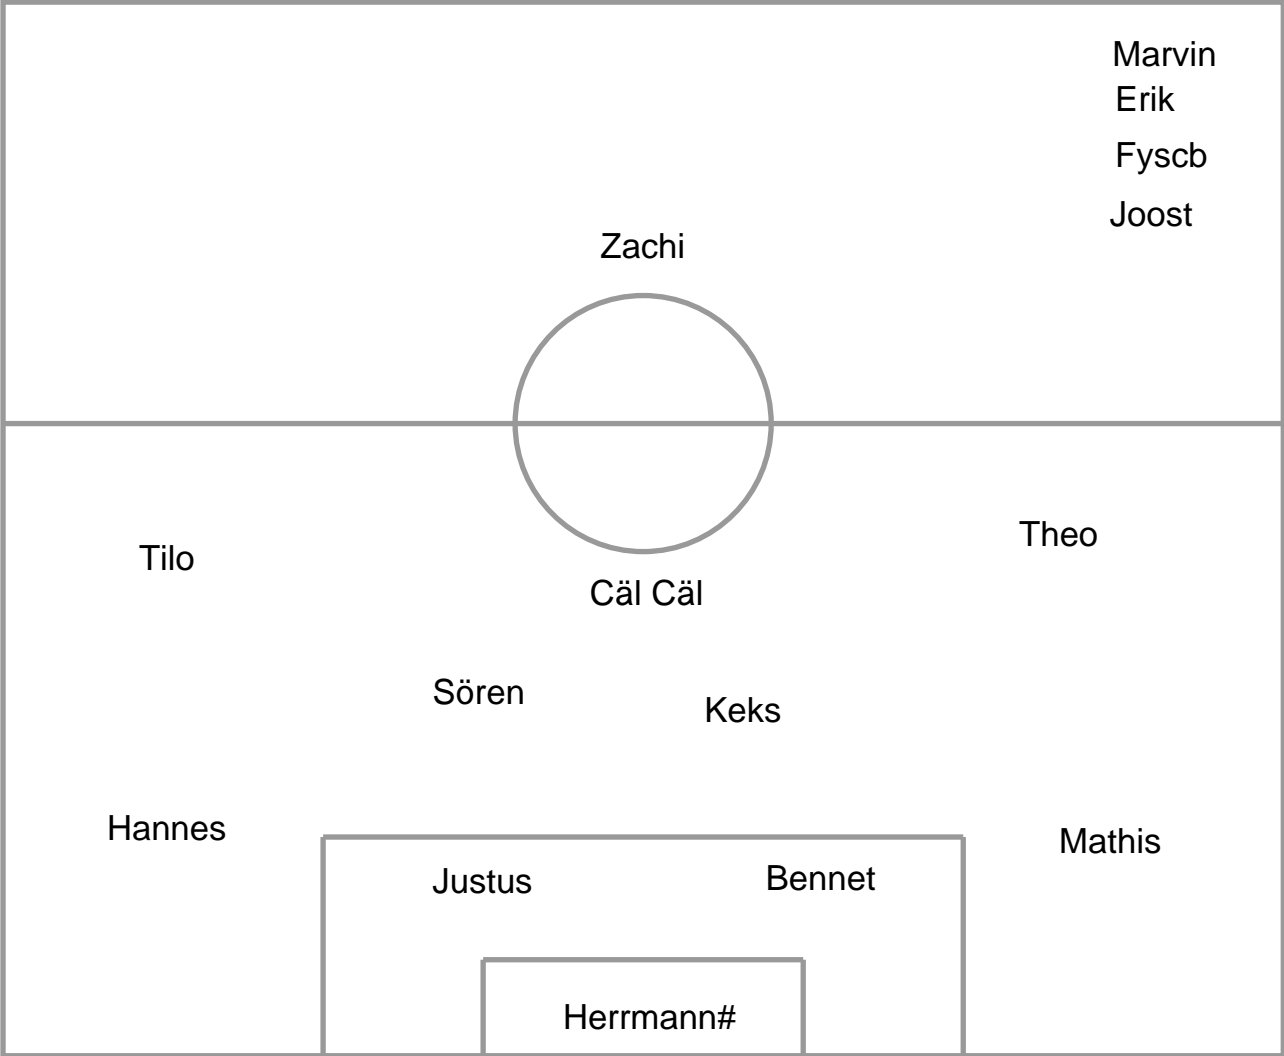 Marvin
Erik
Fyscb
Joost
Zachi
Theo
Tilo
Cäl Cäl
Sören
Keks
Hannes
Mathis
Justus
Bennet
Herrmann#